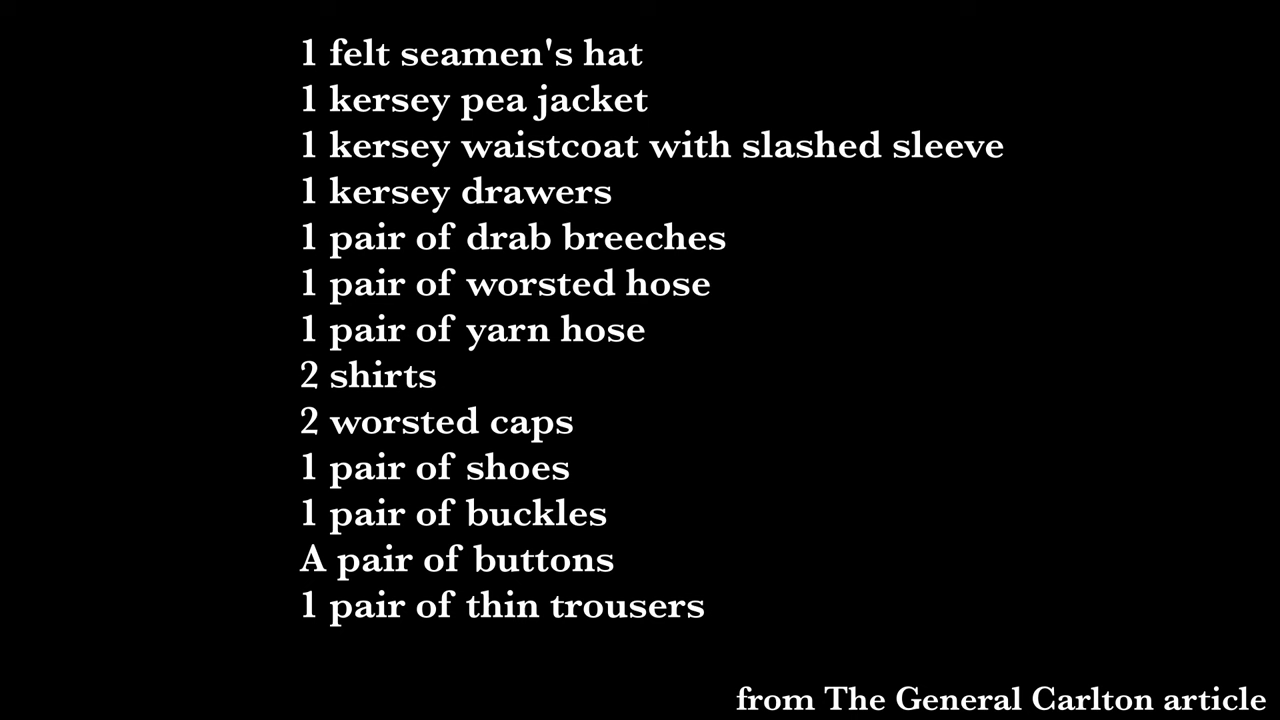 1 felt seamen's hat
1 kersey pea jacket
1 kersey waistcoat with slashed sleeve
1 kersey drawers
1 pair of drab breeches
1 pair of worsted hose
1 pair of yarn hose
2 shirts
2 worsted caps
1 pair of shoes
1 pair of buckles
A pair of buttons
1 pair of thin trousers
from The General Carlton article